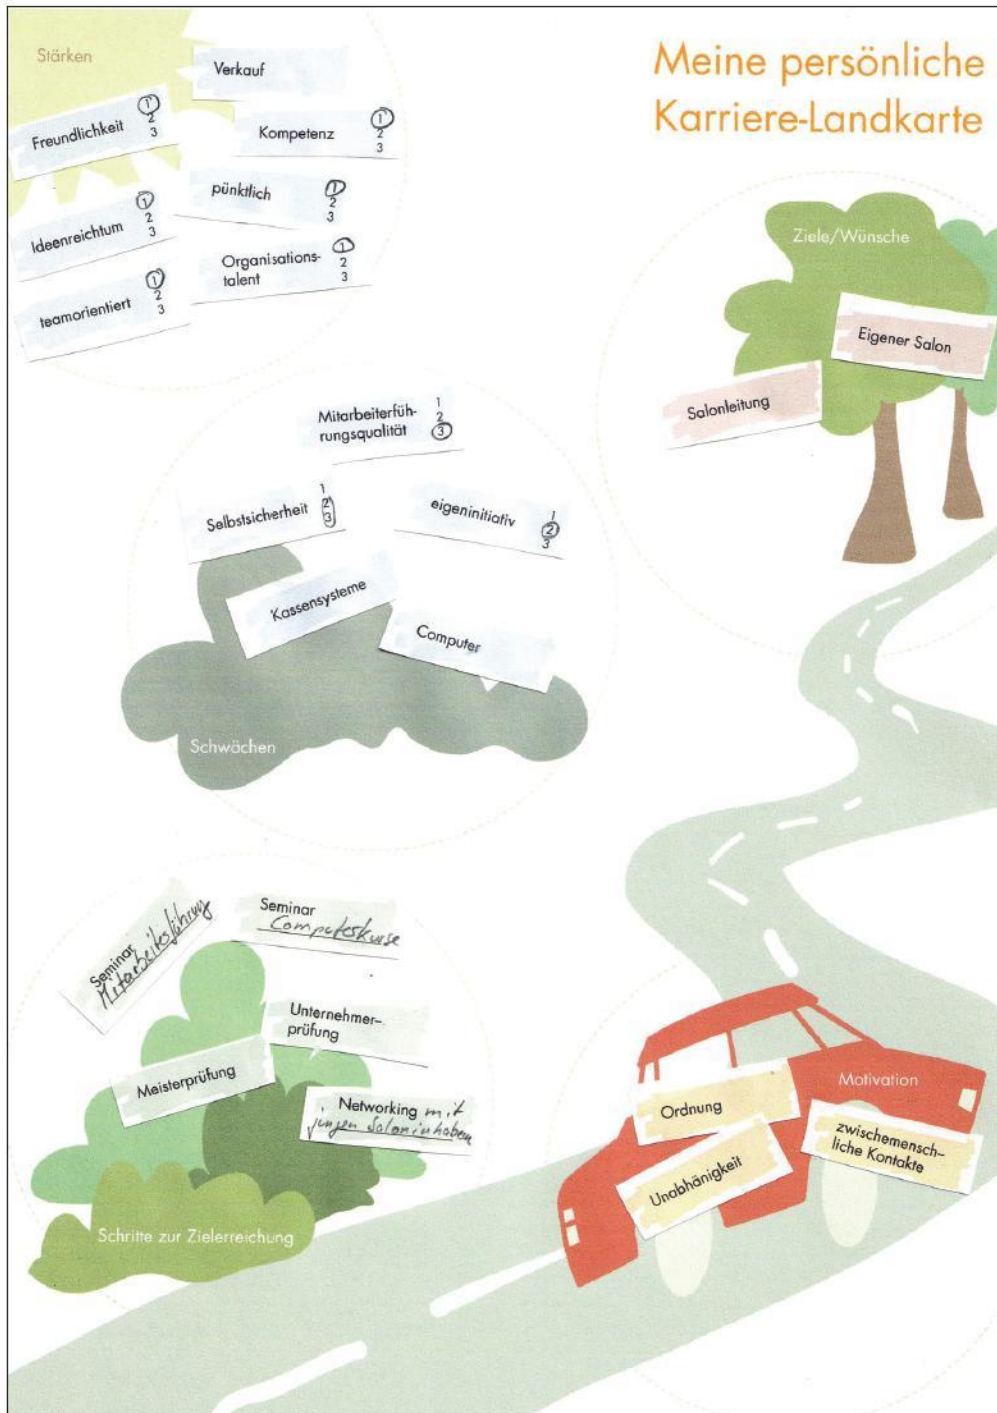 Meine persönliche
Karriere-Landkarte
Stärken
Verkauf
Freundlichkeit 1 2 3
Kompetenz 1 2 3
pünktlich 1 2 3
Ideenreichtum 1 2 3
Organisations-
talent 1 2 3
teamorientiert 1 2 3
Ziele/Wünsche
Eigener Salon
Salonleitung
Mitarbeiterfüh-
rungsqualität 1 2 3
Selbstsicherheit 1 2 3
eigeninitiativ 1 2 3
Kassensysteme
Computer
Schwächen
Seminar
Mitarbeiterführung
Seminar
Computerkurse
Unternehmer-
prüfung
Meisterprüfung
Networking mit
jungen Saloninhabern
Schritte zur Zielerreichung
Motivation
Ordnung
zwischemensch-
liche Kontakte
Unabhänigkeit